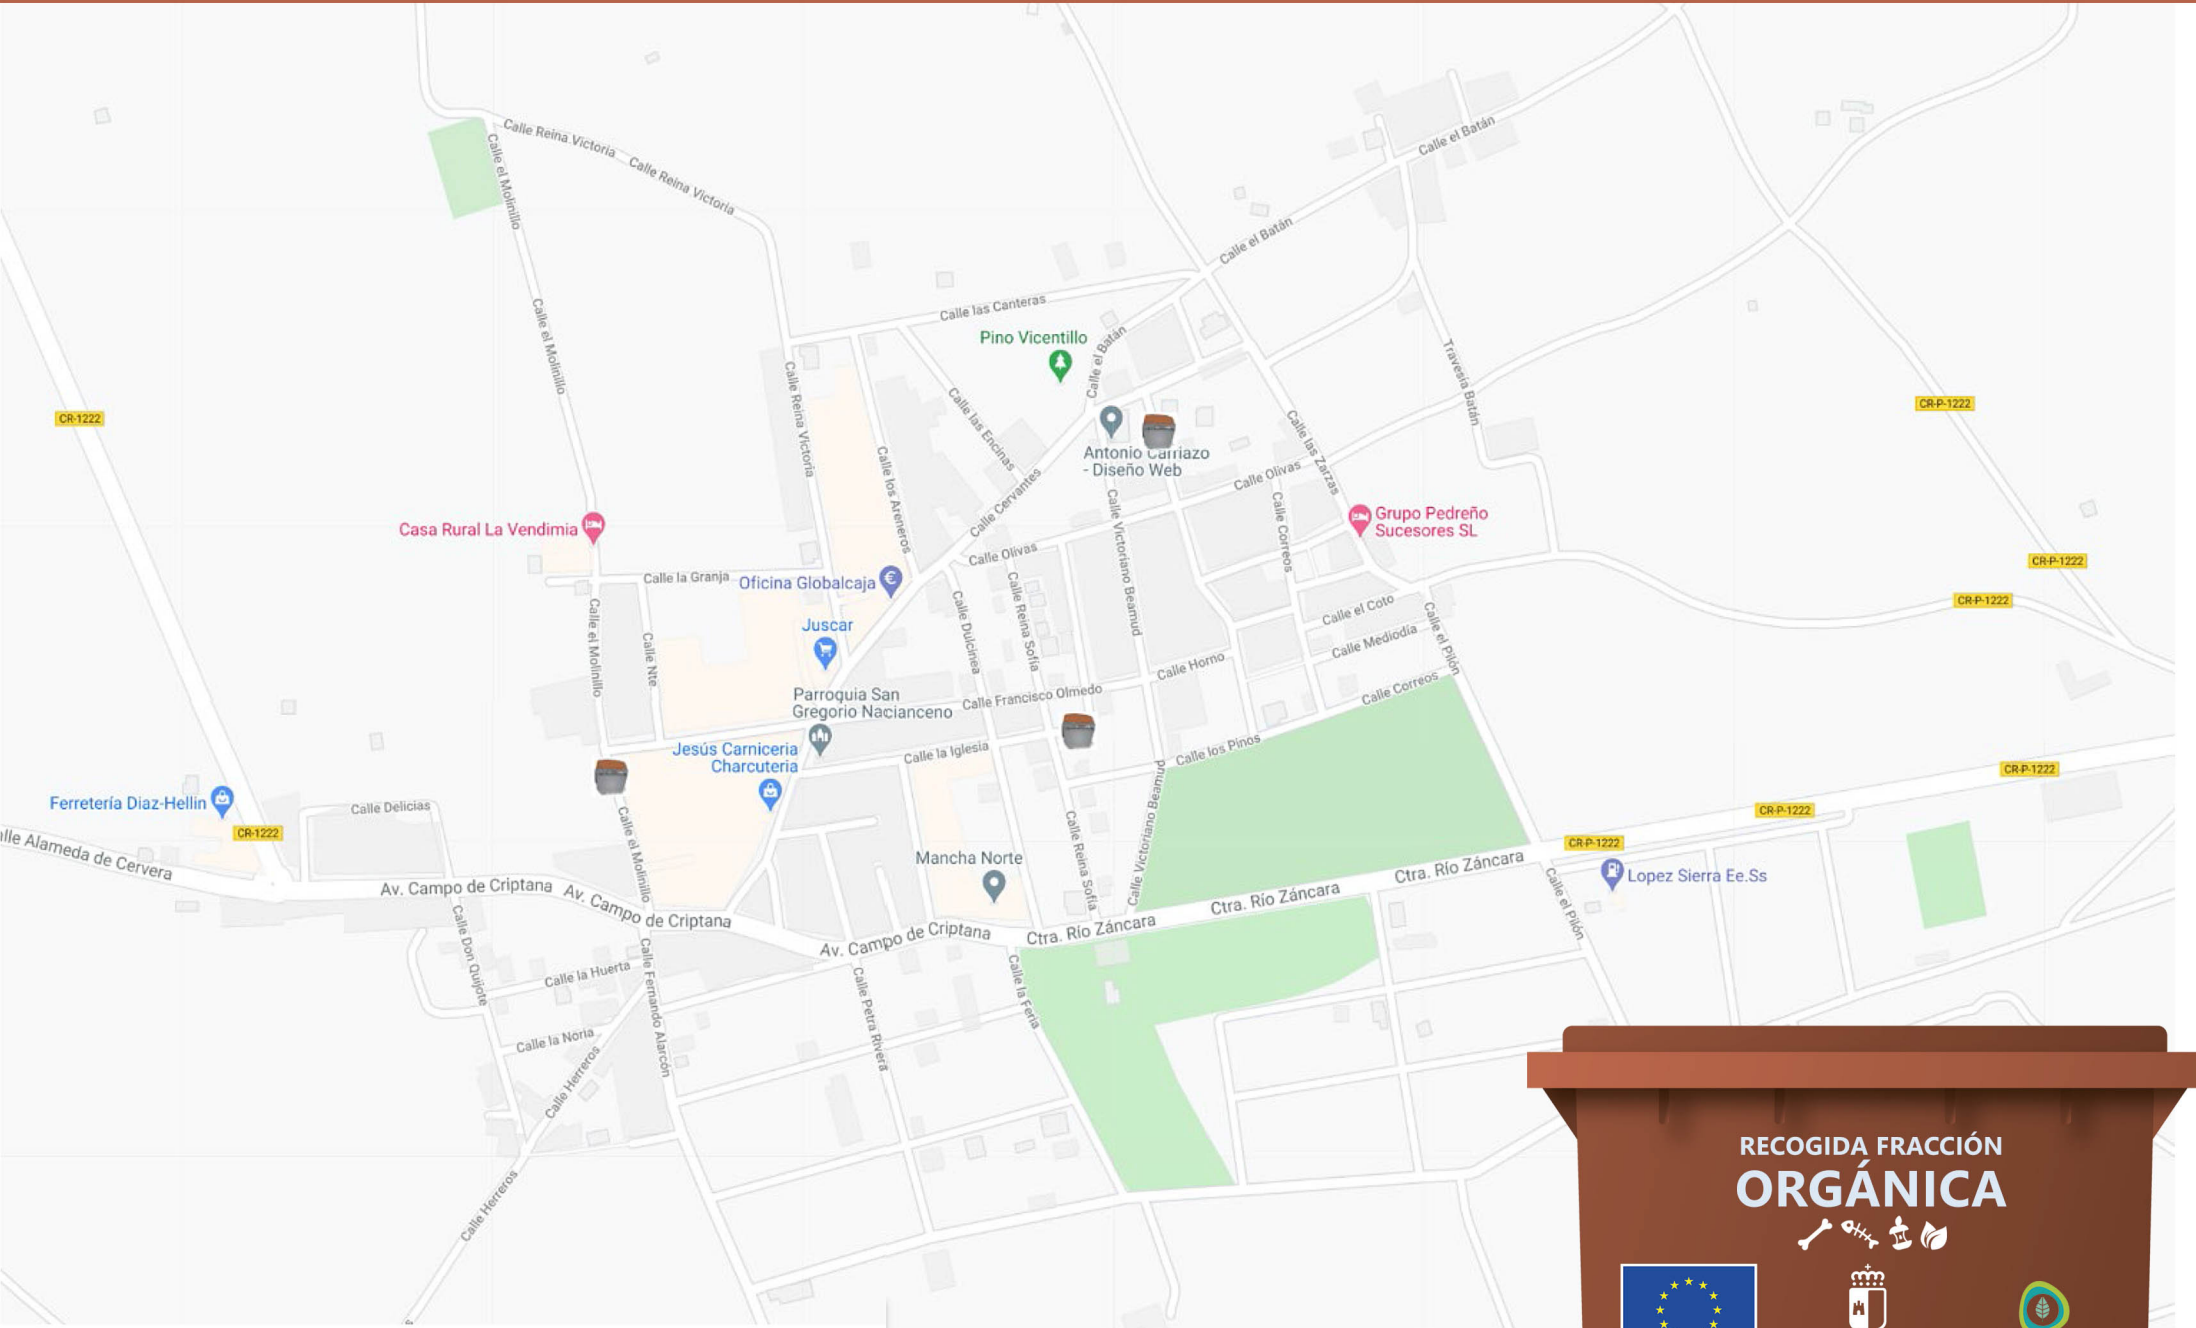 Calle Reina Victoria
Calle Reina Victoria
Calle el Batán
Calle el Molinillo
Calle el Batán
Calle las Canteras
Calle el Molinillo
Pino Vicentillo
Calle el Batán
Calle Reina Victoria
Travesía Batán
CR-1222
CR-P-1222
Calle las Encinas
Calle las Zarzas
Antonio Carriazo
- Diseño Web
Calle los Areneros
Calle Cervantes
Calle Olivas
Casa Rural La Vendimia
Grupo Pedreño
Sucesores SL
Calle Correos
Calle Victoriano Beamud
Calle Olivas
CR-P-1222
Calle la Granja
Oficina Globalcaja
CR-P-1222
Calle el Molinillo
Calle Nte.
Juscar
Calle Dulcinea
Calle Reina Sofía
Calle el Coto
Calle Mediodía
Calle el Pilón
Calle Horno
Calle Correos
Parroquia San
Gregorio Nacianceno
Calle Francisco Olmedo
Jesús Carniceria
Charcuteria
Calle la Iglesia
Calle los Pinos
CR-P-1222
Ferretería Diaz-Hellin
Calle Delicias
CR-P-1222
CR-1222
CR-P-1222
lle Alameda de Cervera
Calle el Molinillo
Mancha Norte
Calle Reina Sofía
Calle Victoriano Beamud
Ctra. Río Záncara
Lopez Sierra Ee.Ss
Av. Campo de Criptana
Av. Campo de Criptana
Ctra. Río Záncara
Calle el Pilón
Av. Campo de Criptana
Ctra. Río Záncara
Calle Don Quijote
Calle la Huerta
Calle Fernando Alarcón
Calle Petra Rivera
Calle la Feria
Calle la Noria
Calle Herreros
Calle Herreros
RECOGIDA FRACCIÓN
ORGÁNICA